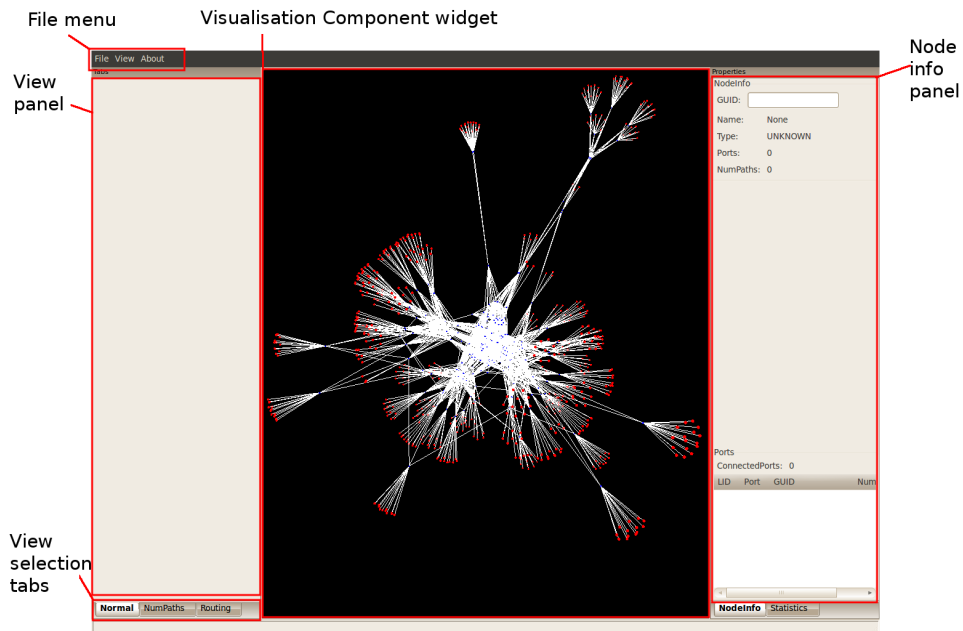 File menu
Visualisation Component widget
Node
info
panel
View
panel
File View About
Tabs
Properties
NodeInfo
GUID:
Name: None
Type: UNKNOWN
Ports: 0
NumPaths: 0
Ports
ConnectedPorts: 0
LID Port GUID Num
View
selection
tabs
Normal NumPaths Routing
NodeInfo Statistics